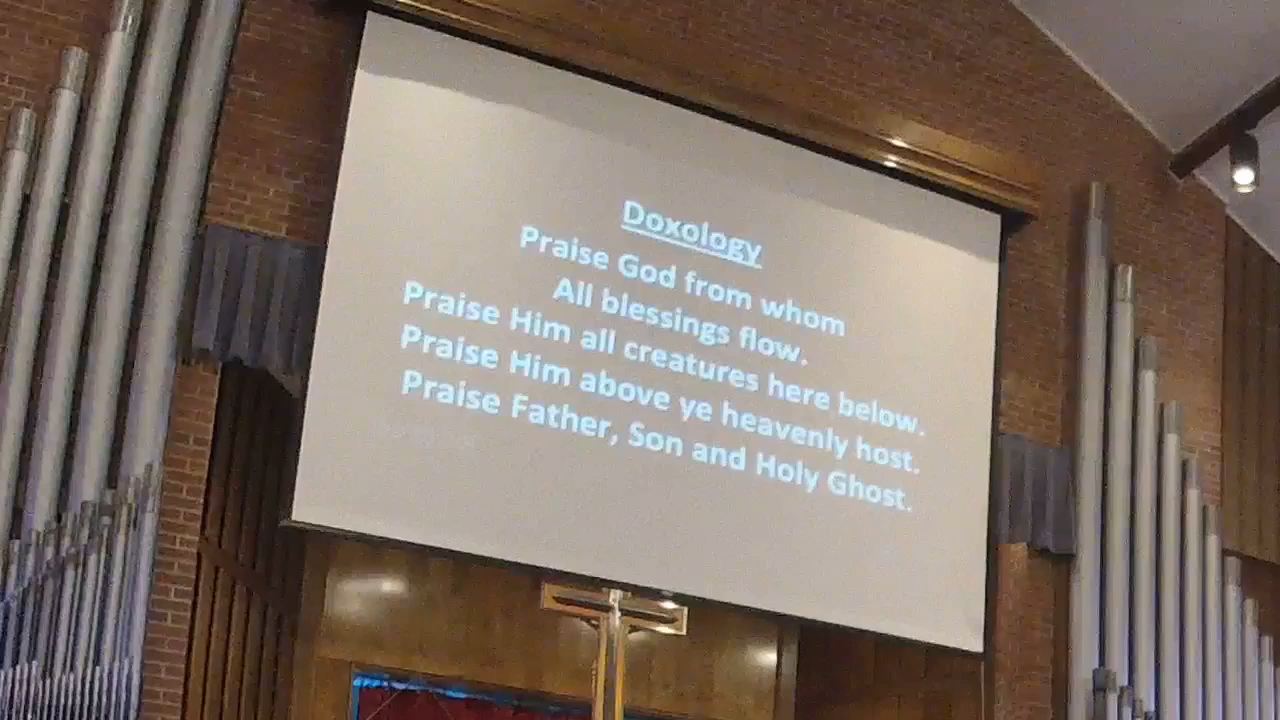 Doxology
Praise God from whom
All blessings flow.
Praise Him all creatures here below.
Praise Him above ye heavenly host.
Praise Father, Son and Holy Ghost.